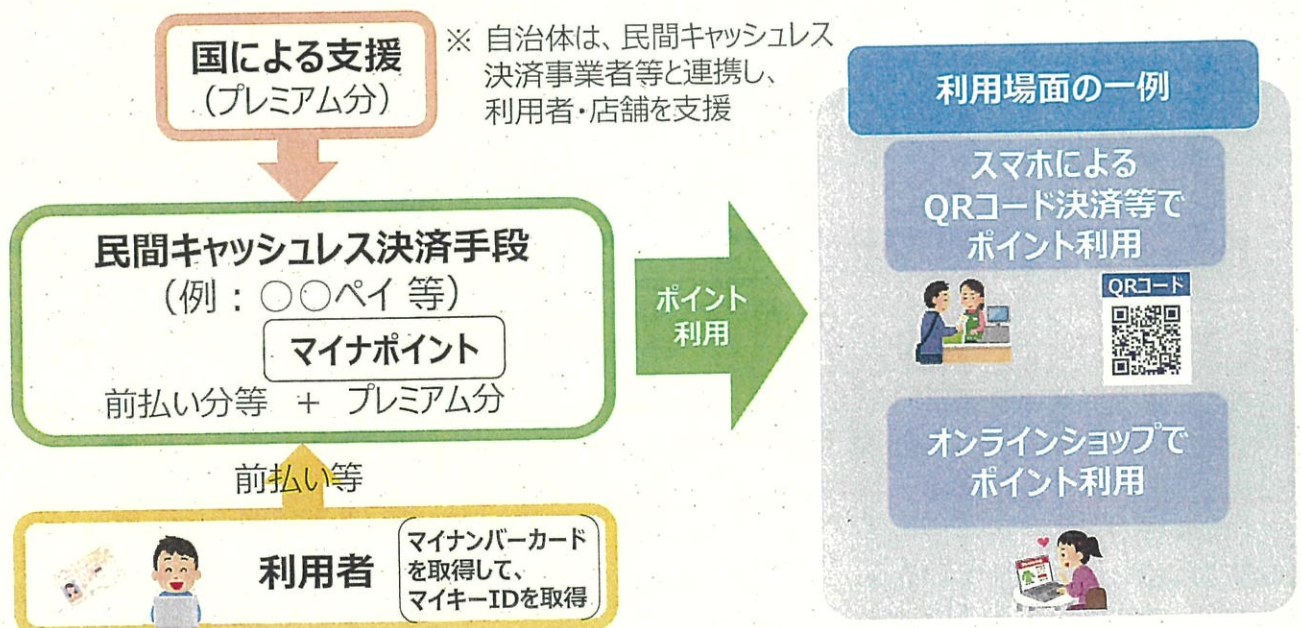 国による支援
(プレミアム分)
※ 自治体は、民間キャッシュレス
決済事業者等と連携し、
利用者・店舗を支援
民間キャッシュレス決済手段
(例:○○ペイ 等)
マイナポイント
前払い分等 + プレミアム分
前払い等
利用者
マイナンバーカード
を取得して、
マイキーIDを取得
ポイント
利用
利用場面の一例
スマホによる
QRコード決済等で
ポイント利用
QRコード
オンラインショップで
ポイント利用